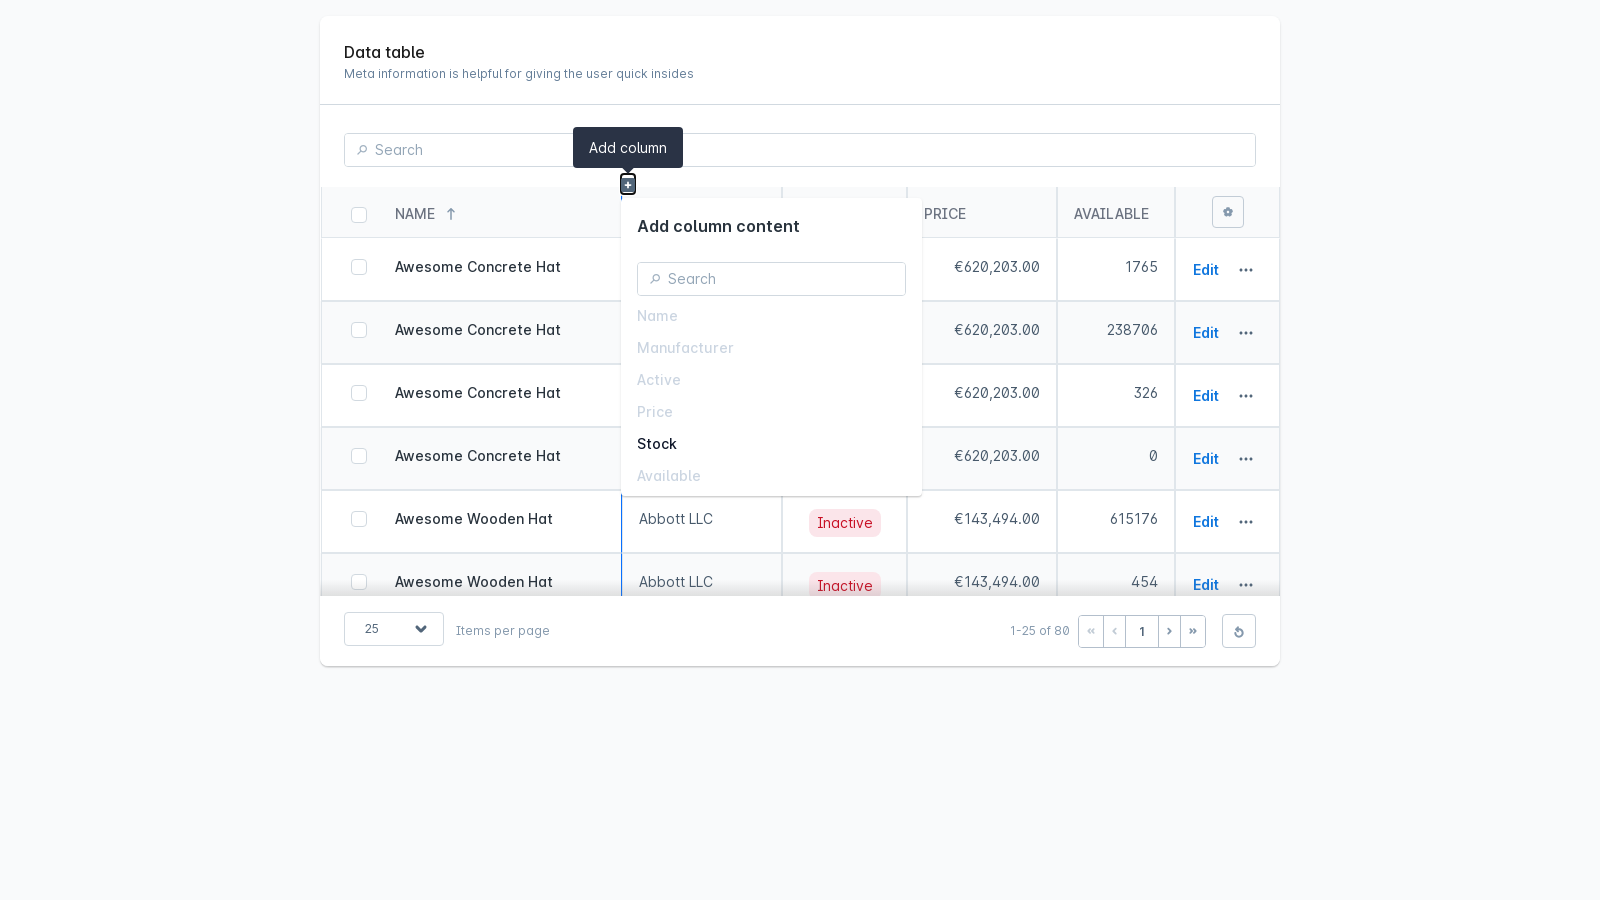 Data table
Meta information is helpful for giving the user quick insides
Search
Add column
NAME
PRICE
AVAILABLE
Add column content
Search
Name
Manufacturer
Active
Price
Stock
Available
Awesome Concrete Hat
€620,203.00
1765
Edit
Awesome Concrete Hat
€620,203.00
238706
Edit
Awesome Concrete Hat
€620,203.00
326
Edit
Awesome Concrete Hat
€620,203.00
0
Edit
Awesome Wooden Hat
Abbott LLC
Inactive
€143,494.00
615176
Edit
Awesome Wooden Hat
Abbott LLC
Inactive
€143,494.00
454
Edit
25
Items per page
1-25 of 80
1